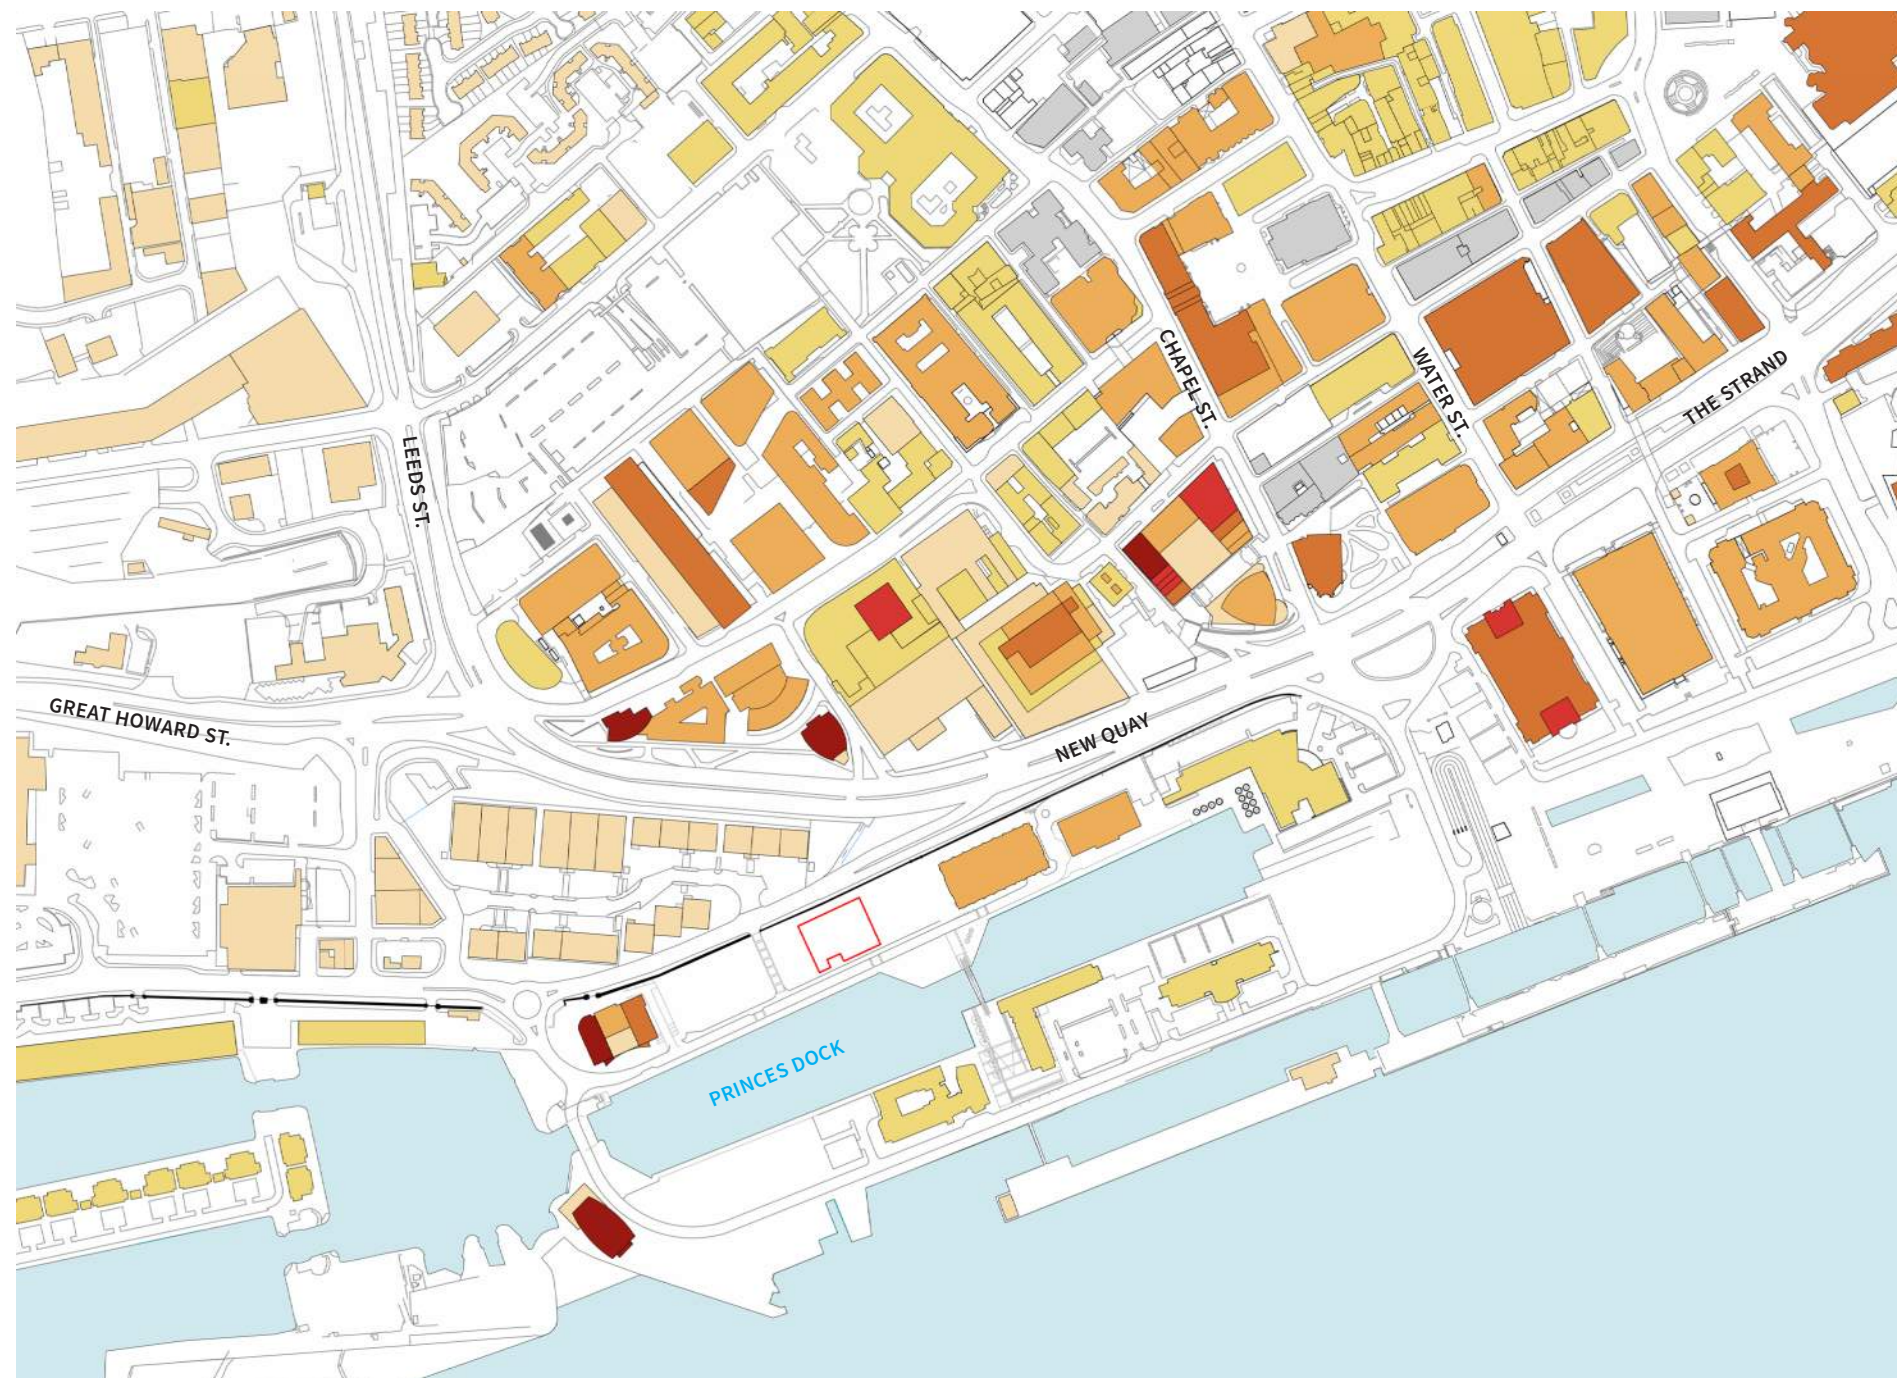 CHAPEL ST.
WATER ST.
THE STRAND
LEEDS ST.
GREAT HOWARD ST.
NEW QUAY
PRINCES DOCK